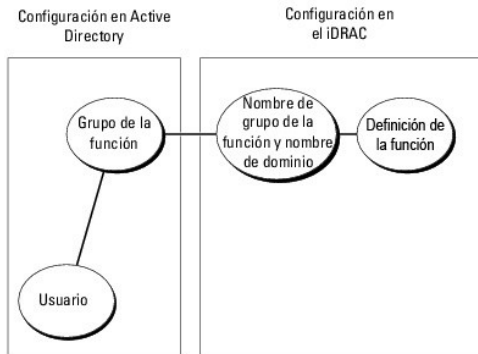 Configuración en Active
Directory
Configuración en
el iDRAC
Grupo de la
función
Nombre de
grupo de la
función y nombre
de dominio
Definición de
la función
Usuario